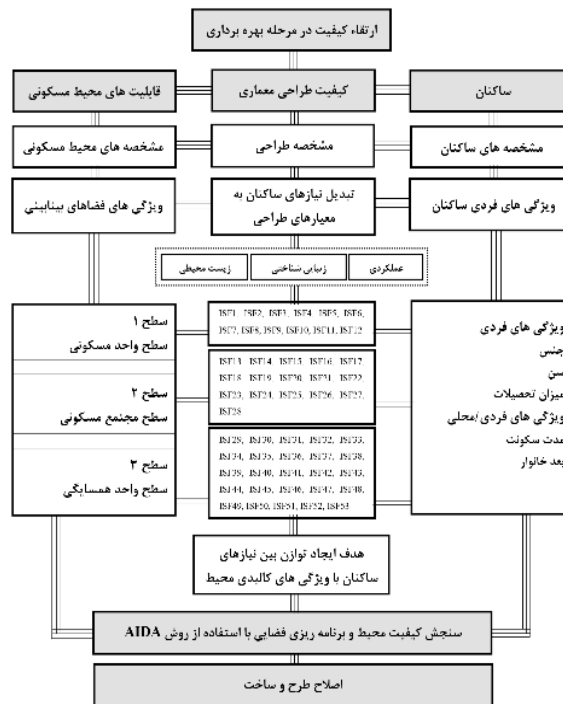 ارتقاء کیفیت در مرحله بهره برداری
ساکنان
کیفیت طراحی معماری
قابلیت های محیط مسکونی
مشخصه های ساکنان
مشخصه طراحی
مشخصه های محیط مسکونی
ویژگی های فردی ساکنان
تبدیل نیازهای ساکنان به
معیارهای طراحی
ویژگی های فضاهای بینابینی
عملکردی
زیبایی شناختی
زیست محیطی
ویژگی های فردی
جنس
سن
میزان تحصیلات
ویژگی های فردی/محلی
مدت سکونت
بعد خانوار
ISF1, ISF2, ISF3, ISF4, ISF5, ISF6,
ISF7, ISF8, ISF9, ISF10, ISF11, ISF12
ISF13, ISF14, ISF15, ISF16, ISF17,
ISF18, ISF19, ISF20, ISF21, ISF22,
ISF23, ISF24, ISF25, ISF26, ISF27,
ISF28
ISF29, ISF30, ISF31, ISF32, ISF33,
ISF34, ISF35, ISF36, ISF37, ISF38,
ISF39, ISF40, ISF41, ISF42, ISF43,
ISF44, ISF45, ISF46, ISF47, ISF48,
ISF49, ISF50, ISF51, ISF52, ISF53
سطح ۱
سطح واحد مسکونی
سطح ۲
سطح مجتمع مسکونی
سطح ۳
سطح واحد همسایگی
هدف ایجاد توازن بین نیازهای
ساکنان با ویژگی های کالبدی محیط
سنجش کیفیت محیط و برنامه ریزی فضایی با استفاده از روش AIDA
اصلاح طرح و ساخت